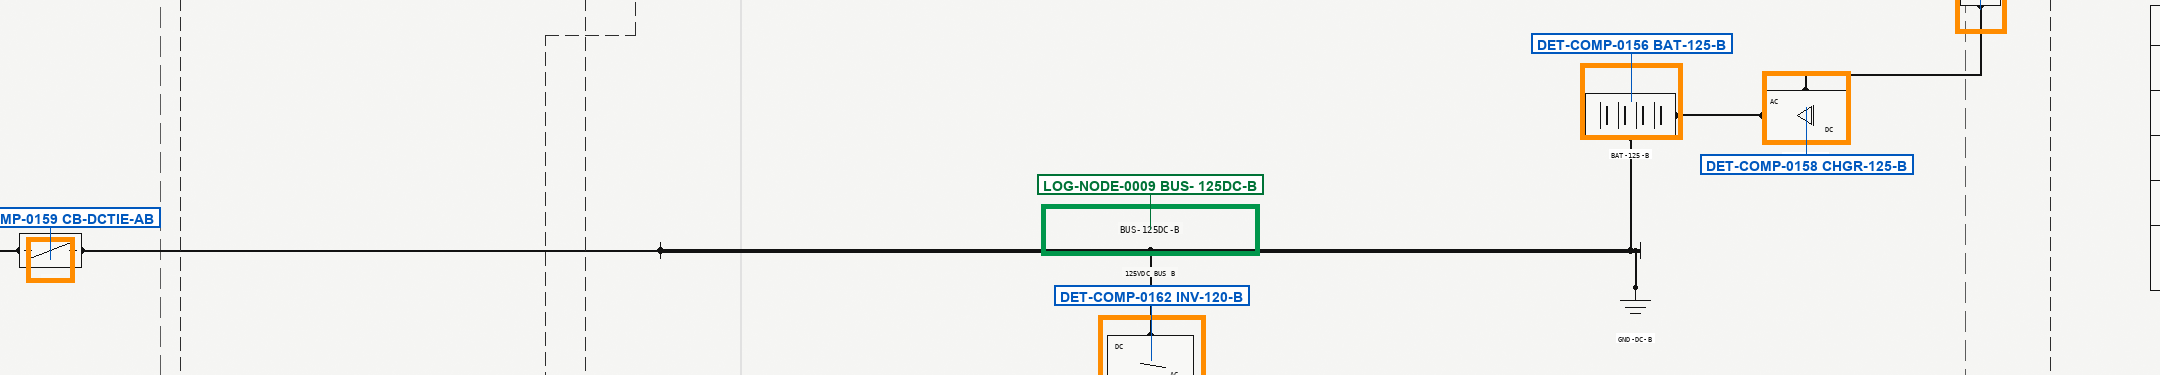 DET-COMP-0156 BAT-125-B
AC
DC
BAT-125-B
DET-COMP-0158 CHGR-125-B
LOG-NODE-0009 BUS- 125DC-B
MP-0159 CB-DCTIE-AB
BUS-125DC-B
125VDC BUS B
DET-COMP-0162 INV-120-B
GND-DC-B
DC
AC